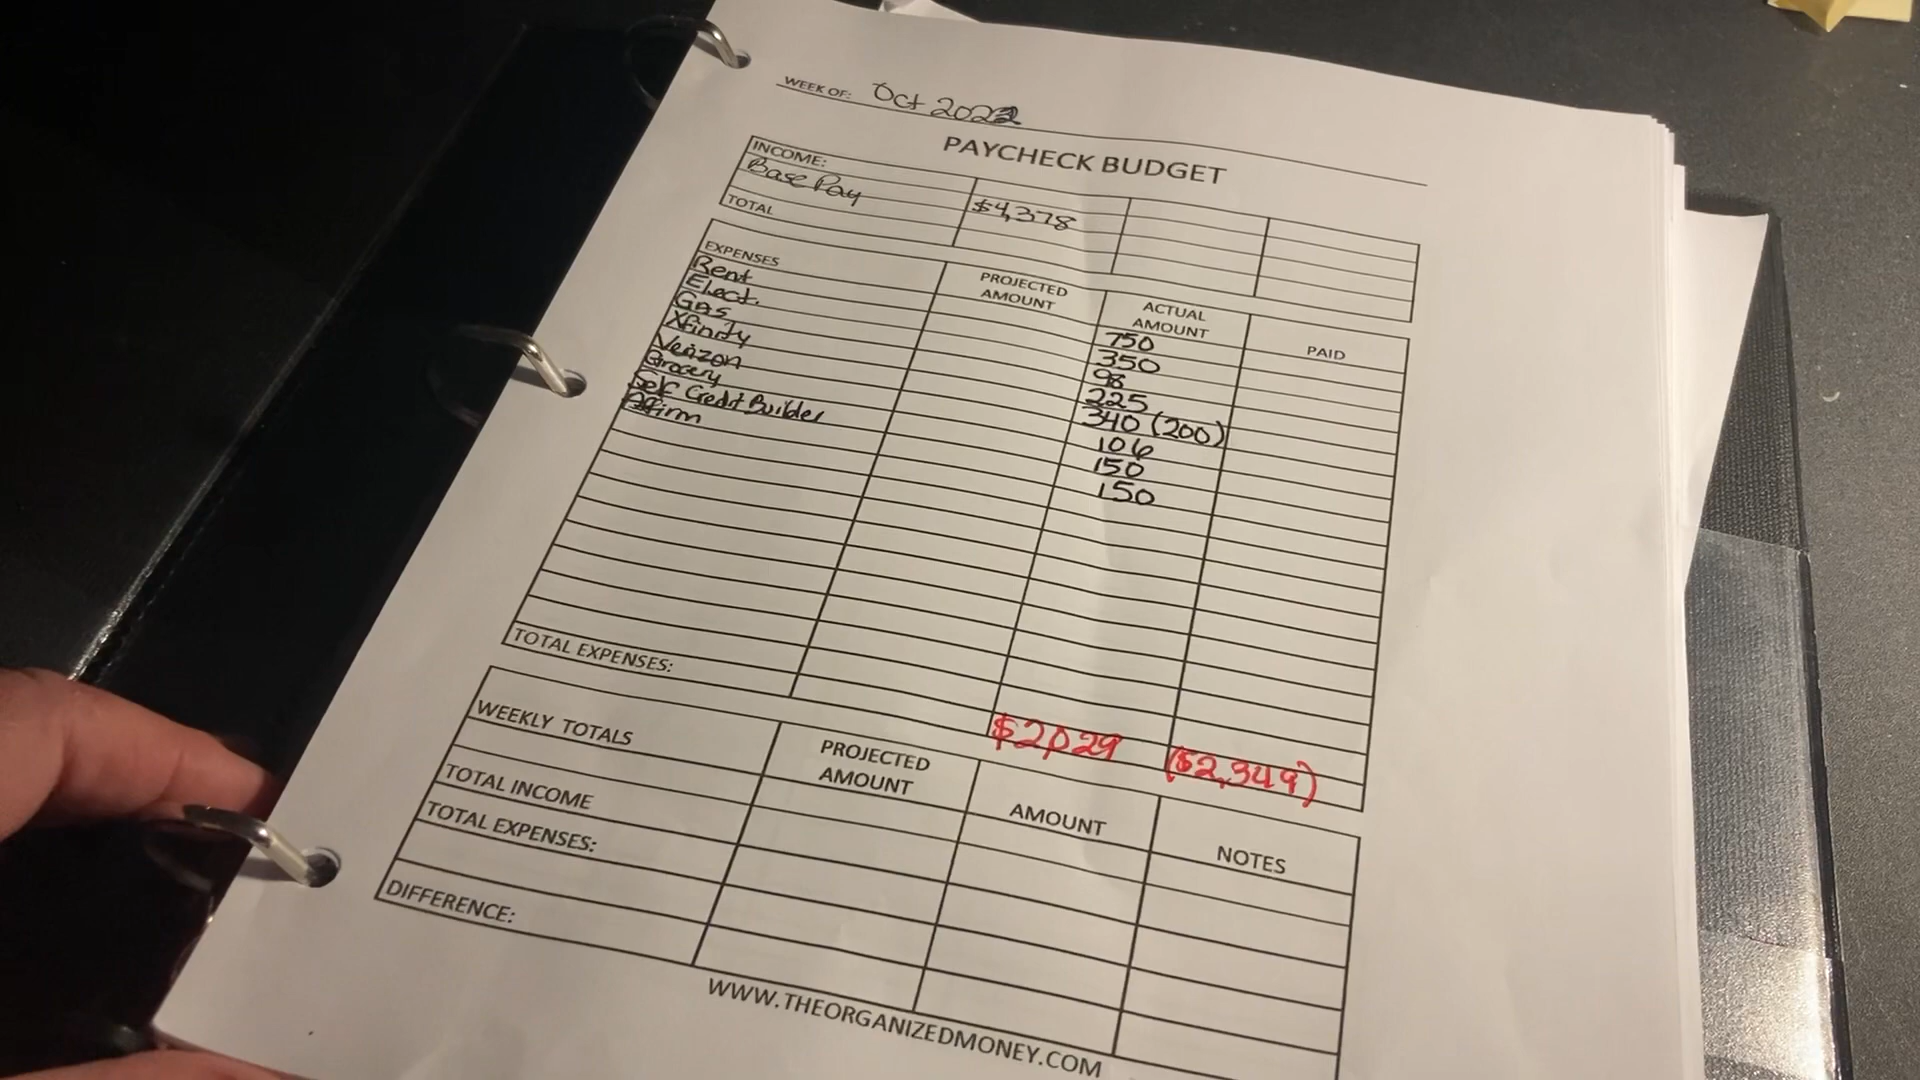 WEEK OF: Oct 2022
PAYCHECK BUDGET
INCOME:
Base Pay $4,378
TOTAL
EXPENSES PROJECTED AMOUNT ACTUAL AMOUNT PAID
Rent 750
Elect. 350
Gas 98
Xfinity 225
Verizon 340 (200)
Grocery 106
Self Credit Builder 150
Affirm 150
TOTAL EXPENSES: $2,029 ($2,349)
WEEKLY TOTALS PROJECTED AMOUNT AMOUNT NOTES
TOTAL INCOME
TOTAL EXPENSES:
DIFFERENCE:
WWW.THEORGANIZEDMONEY.COM